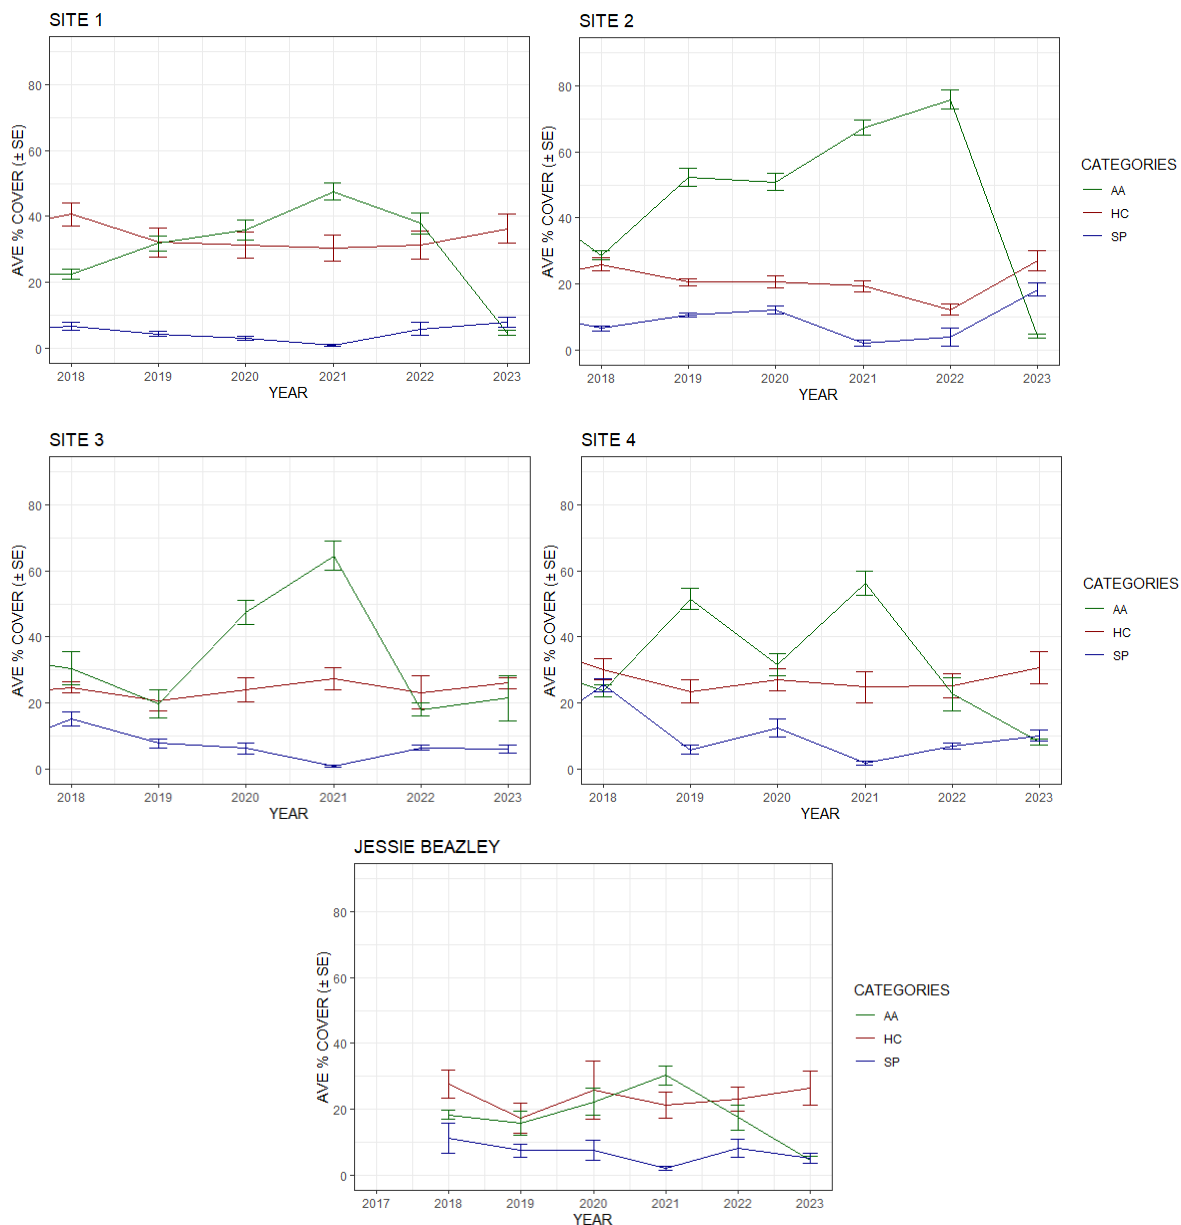 SITE 1
AVE % COVER (± SE)
80
60
40
20
0
2018 2019 2020 2021 2022 2023
YEAR
SITE 2
AVE % COVER (± SE)
80
60
40
20
0
2018 2019 2020 2021 2022 2023
YEAR
CATEGORIES
AA
HC
SP
SITE 3
AVE % COVER (± SE)
80
60
40
20
0
2018 2019 2020 2021 2022 2023
YEAR
SITE 4
AVE % COVER (± SE)
80
60
40
20
0
2018 2019 2020 2021 2022 2023
YEAR
CATEGORIES
AA
HC
SP
JESSIE BEAZLEY
AVE % COVER (± SE)
80
60
40
20
0
2017 2018 2019 2020 2021 2022 2023
YEAR
CATEGORIES
AA
HC
SP